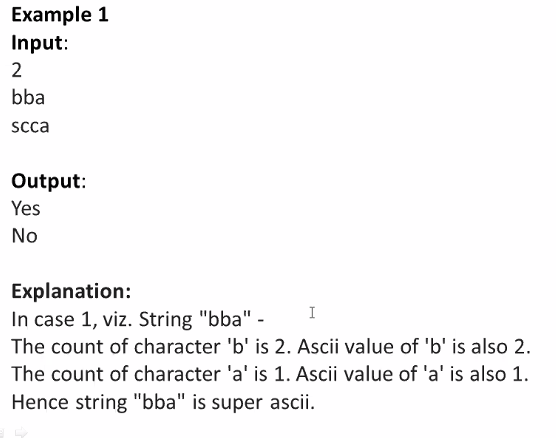 Example 1
Input:
2
bba
scca
Output:
Yes
No
Explanation:
In case 1, viz. String "bba" -
The count of character 'b' is 2. Ascii value of 'b' is also 2.
The count of character 'a' is 1. Ascii value of 'a' is also 1.
Hence string "bba" is super ascii.